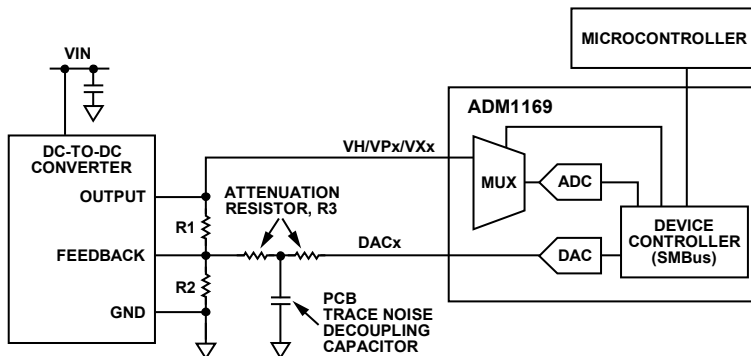 MICROCONTROLLER
VIN
ADM1169
DC-TO-DC
CONVERTER
VH/VPx/VXx
MUX
ADC
OUTPUT
ATTENUATION
RESISTOR, R3
R1
DEVICE
CONTROLLER
(SMBus)
FEEDBACK
DACx
DAC
R2
PCB
TRACE NOISE
DECOUPLING
CAPACITOR
GND